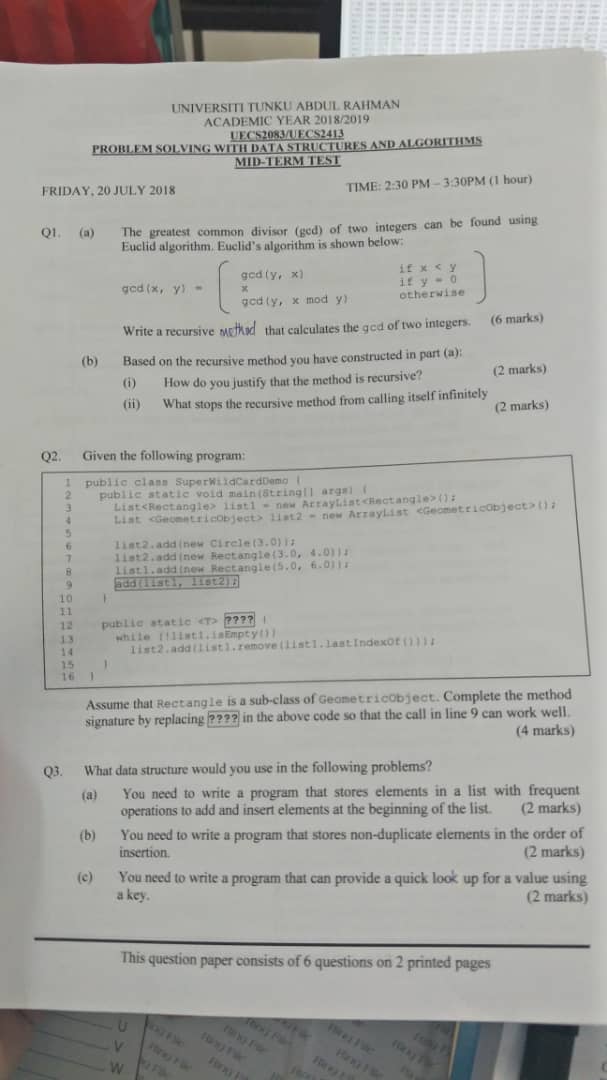 UNIVERSITI TUNKU ABDUL RAHMAN
ACADEMIC YEAR 2018/2019
UECS2083/UECS2413
PROBLEM SOLVING WITH DATA STRUCTURES AND ALGORITHMS
MID-TERM TEST
FRIDAY, 20 JULY 2018 TIME: 2:30 PM – 3:30PM (1 hour)
Q1. (a) The greatest common divisor (gcd) of two integers can be found using
Euclid algorithm. Euclid's algorithm is shown below:
gcd(y, x) if x < y
gcd(x, y) = x if y = 0
gcd(y, x mod y) otherwise
Write a recursive method that calculates the gcd of two integers. (6 marks)
(b) Based on the recursive method you have constructed in part (a):
(i) How do you justify that the method is recursive? (2 marks)
(ii) What stops the recursive method from calling itself infinitely
(2 marks)
Q2. Given the following program:
1 public class SuperWildCardDemo {
2 public static void main(String[] args) {
3 List<Rectangle> list1 = new ArrayList<Rectangle>();
4 List <GeometricObject> list2 = new ArrayList <GeometricObject>();
5
6 list2.add(new Circle(3.0));
7 list2.add(new Rectangle(3.0, 4.0));
8 list1.add(new Rectangle(5.0, 6.0));
9 add(list1, list2);
10 }
11
12 public static <T> ???? {
13 while (!list1.isEmpty())
14 list2.add(list1.remove(list1.lastIndexOf()));
15 }
16 }
Assume that Rectangle is a sub-class of GeometricObject. Complete the method
signature by replacing ???? in the above code so that the call in line 9 can work well.
(4 marks)
Q3. What data structure would you use in the following problems?
(a) You need to write a program that stores elements in a list with frequent
operations to add and insert elements at the beginning of the list. (2 marks)
(b) You need to write a program that stores non-duplicate elements in the order of
insertion. (2 marks)
(c) You need to write a program that can provide a quick look up for a value using
a key. (2 marks)
This question paper consists of 6 questions on 2 printed pages
U
V
W
Ring File
Ring File
Ring File
Ring File
Ring File